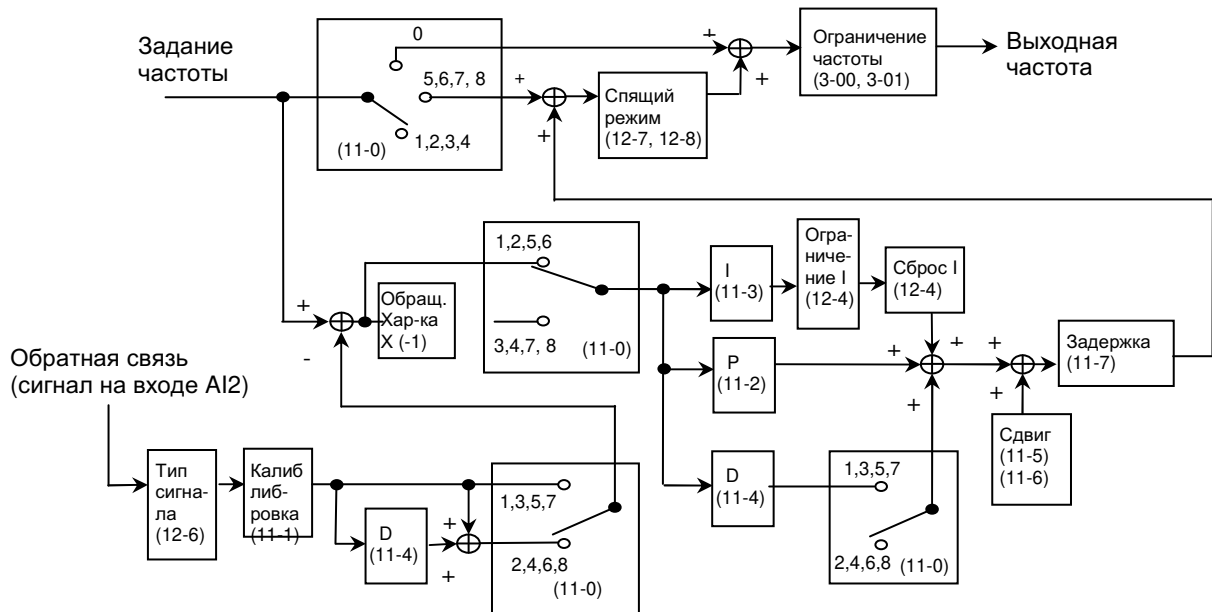 Задание
частоты
0
5,6,7, 8
1,2,3,4
(11-0)
+
+
+
+
Спящий
режим
(12-7, 12-8)
Ограничение
частоты
(3-00, 3-01)
Выходная
частота
+
-
Обращ.
Хар-ка
X (-1)
1,2,5,6
3,4,7, 8
(11-0)
I
(11-3)
Огра-
ниче-
ние I
(12-4)
Сброс I
(12-4)
P
(11-2)
+
+
+
+
+
Задержка
(11-7)
Сдвиг
(11-5)
(11-6)
D
(11-4)
1,3,5,7
2,4,6,8
(11-0)
Обратная связь
(сигнал на входе AI2)
Тип
сигна-
ла
(12-6)
Калиб
либ-
ровка
(11-1)
D
(11-4)
+
+
1,3,5,7
2,4,6,8
(11-0)